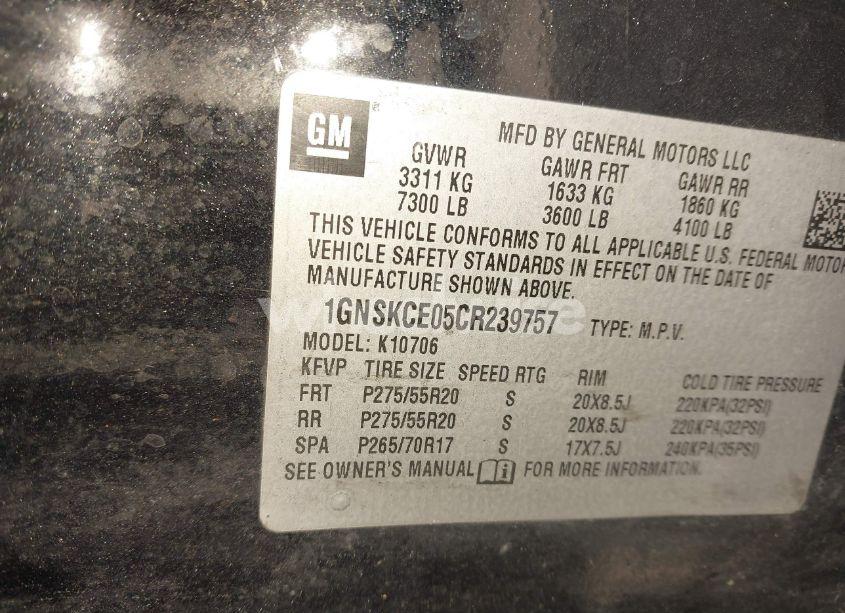 GM
MFD BY GENERAL MOTORS LLC
GVWR GAWR FRT GAWR RR
3311 KG 1633 KG 1860 KG
7300 LB 3600 LB 4100 LB
THIS VEHICLE CONFORMS TO ALL APPLICABLE U.S. FEDERAL MOTOR
VEHICLE SAFETY STANDARDS IN EFFECT ON THE DATE OF
MANUFACTURE SHOWN ABOVE.
1GNSKCE05CR239757 TYPE: M.P.V.
MODEL: K10706
KFVP TIRE SIZE SPEED RTG RIM COLD TIRE PRESSURE
FRT P275/55R20 S 20X8.5J 220KPA(32PSI)
RR P275/55R20 S 20X8.5J 220KPA(32PSI)
SPA P265/70R17 S 17X7.5J 240KPA(35PSI)
SEE OWNER'S MANUAL FOR MORE INFORMATION.